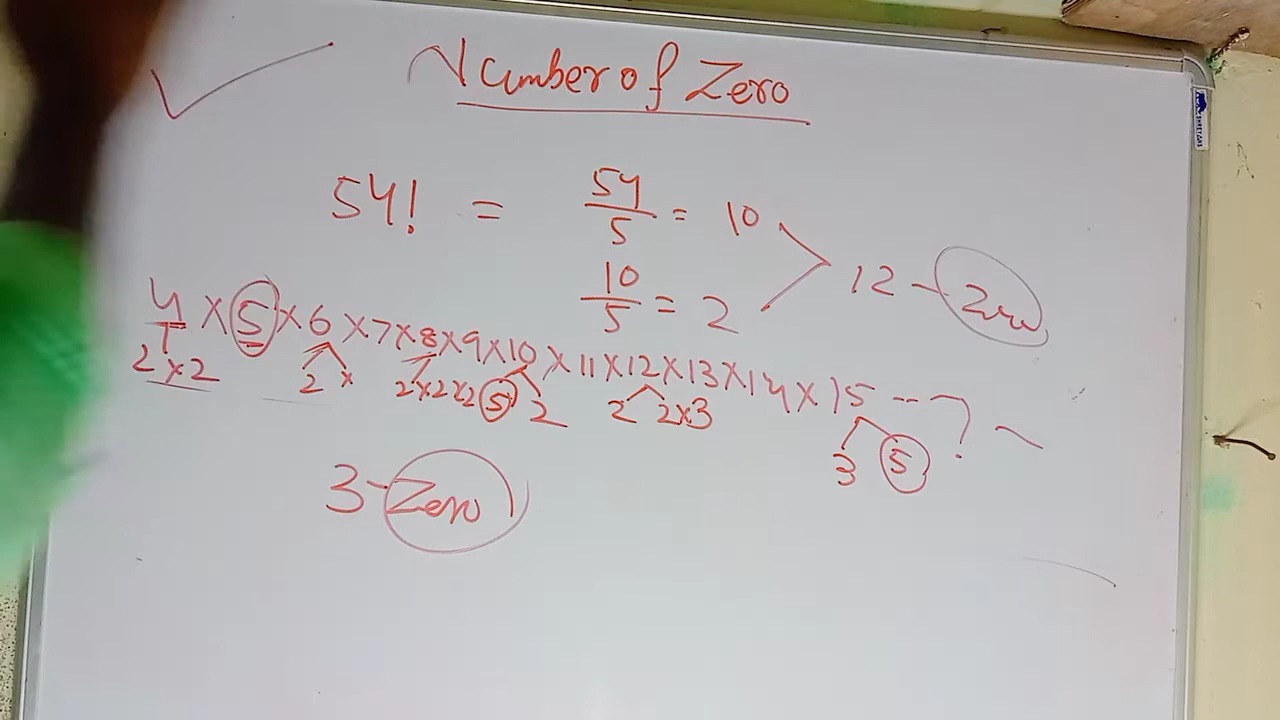 Number of Zero
54! = 54/5 = 10
10/5 = 2
12 - Zero
4 × 5 × 6 × 7 × 8 × 9 × 10 × 11 × 12 × 13 × 14 × 15 -- ?
2 × 2 2 × 2 × 2 × 2 5 2 2 2 × 3 3 5
3 - Zero